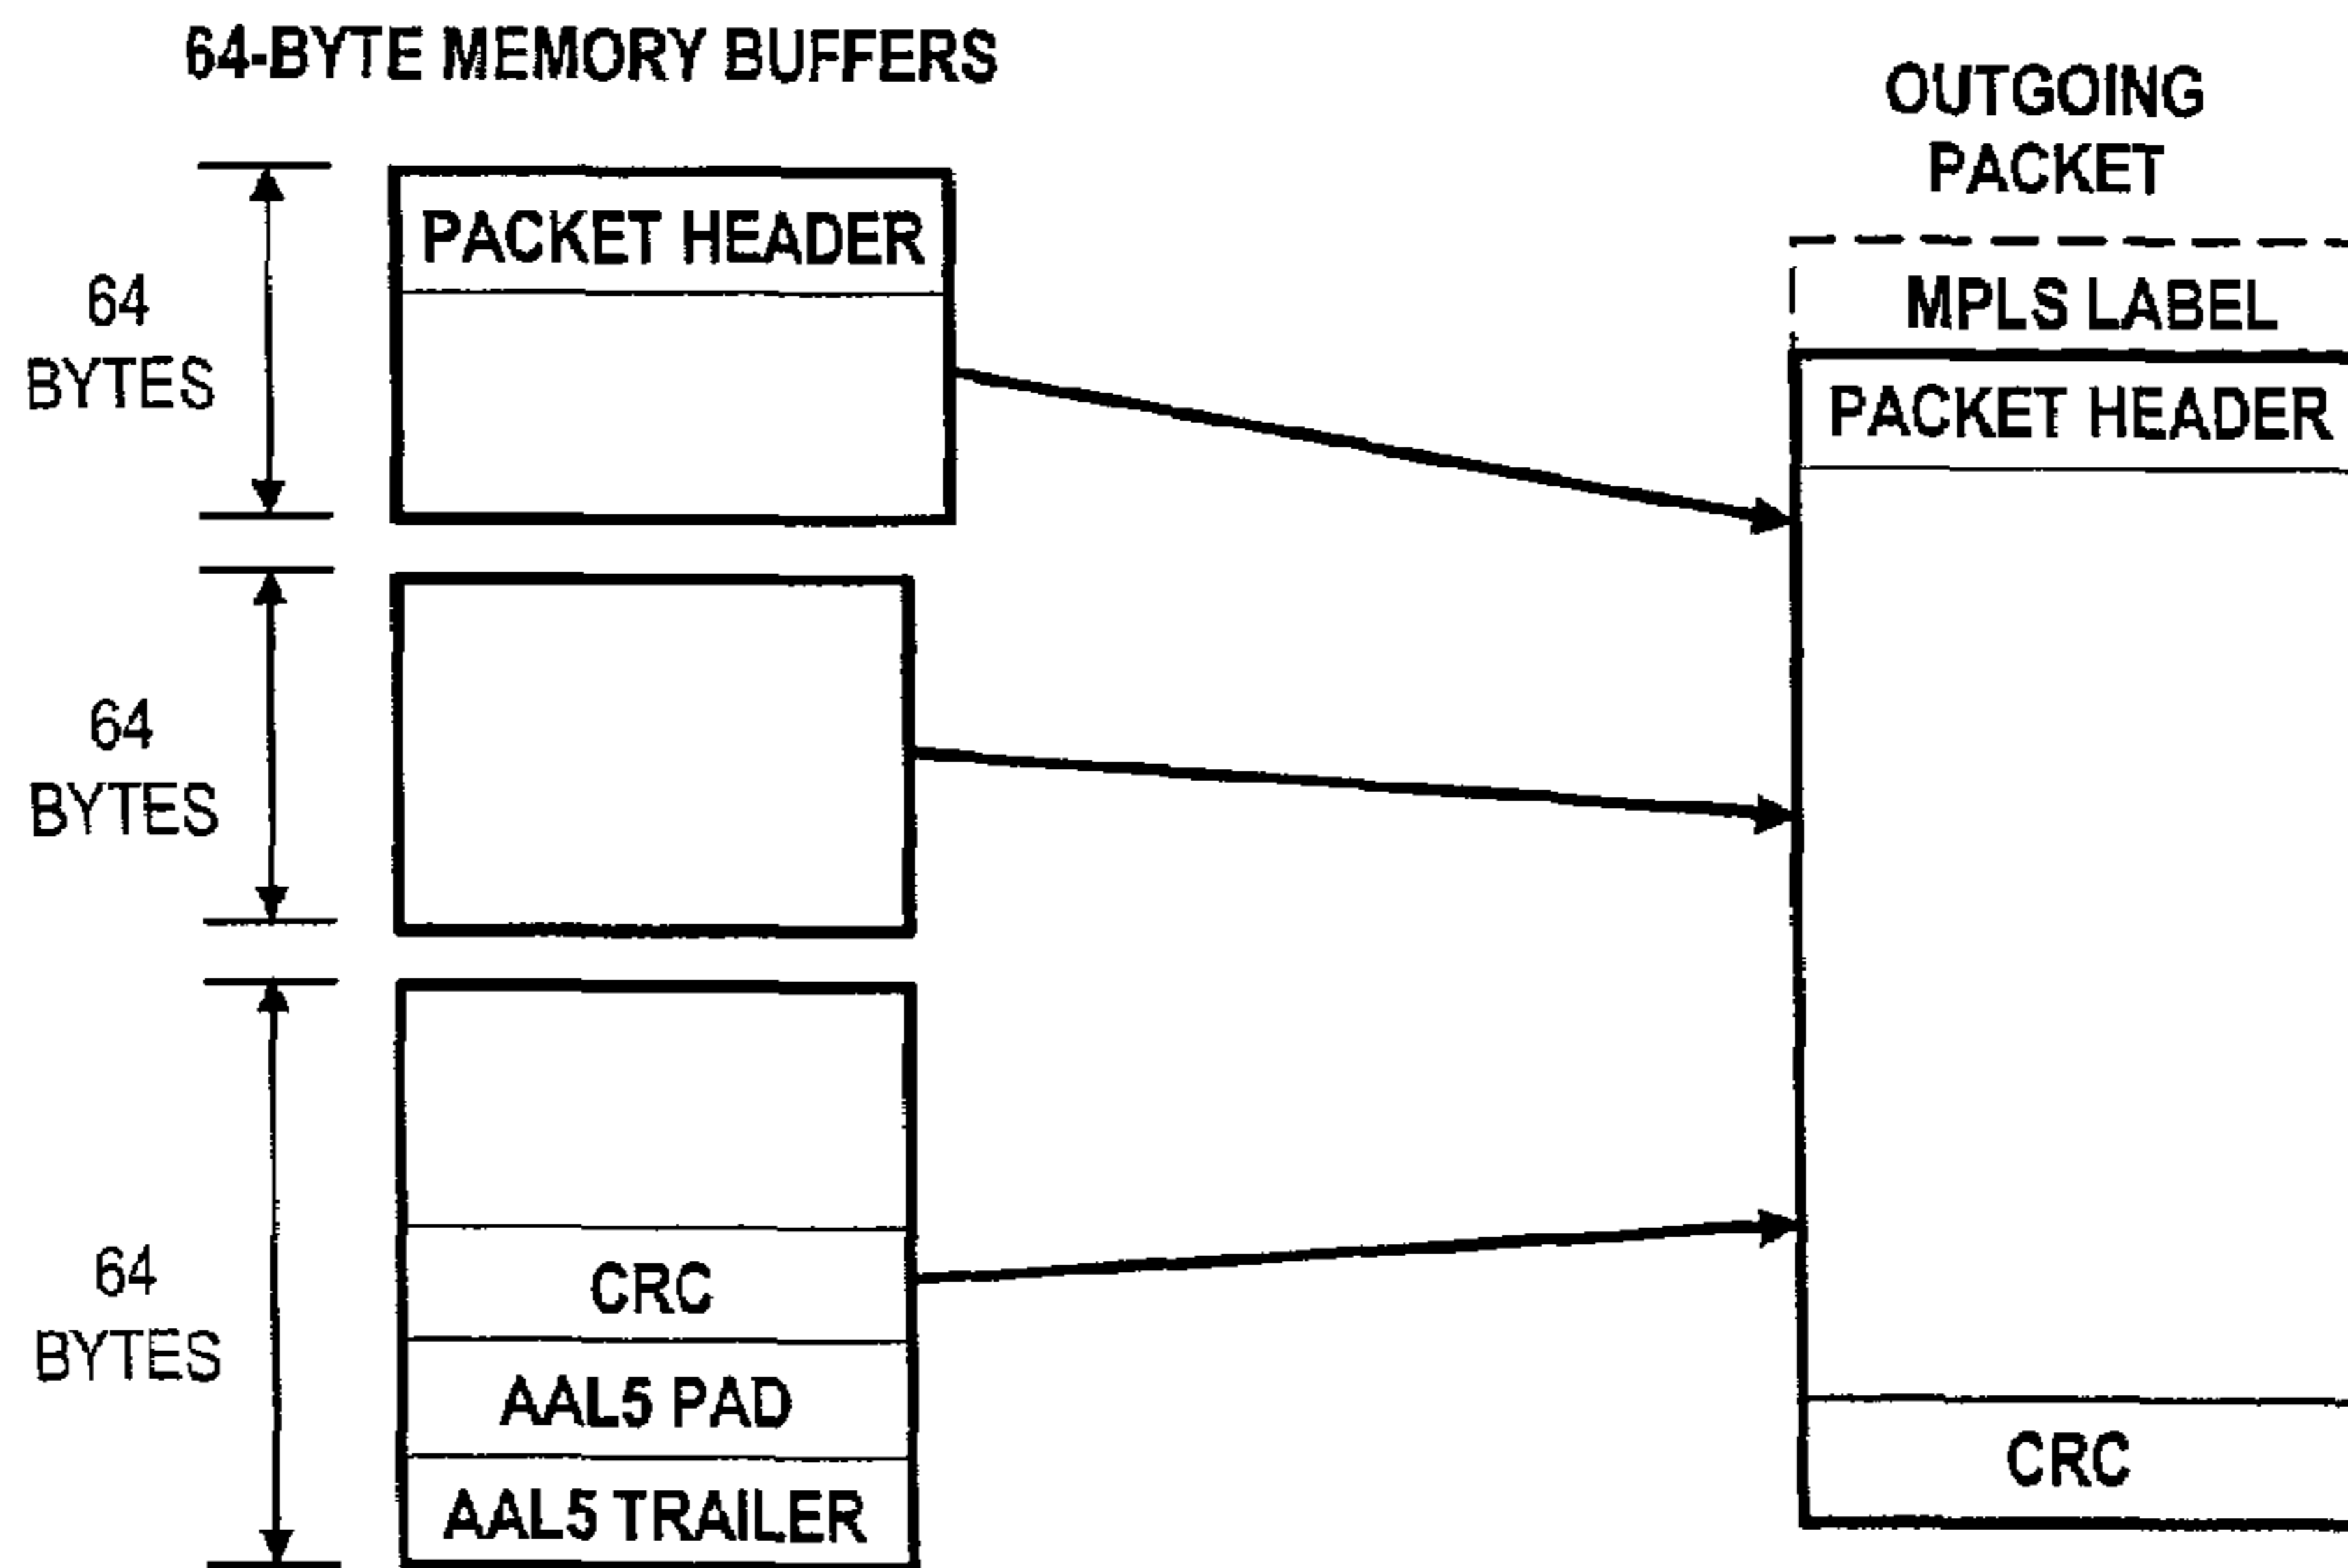 64-BYTE MEMORY BUFFERS
64
BYTES
PACKET HEADER
64
BYTES
64
BYTES
CRC
AAL5 PAD
AAL5 TRAILER
OUTGOING
PACKET
MPLS LABEL
PACKET HEADER
CRC